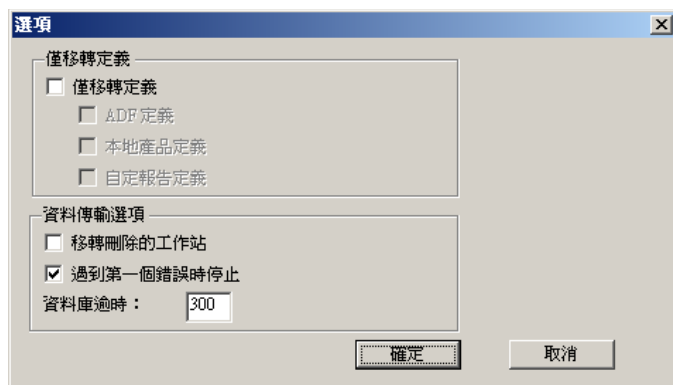 選項
僅移轉定義
僅移轉定義
ADF 定義
本地產品定義
自定報告定義
資料傳輸選項
移轉刪除的工作站
遇到第一個錯誤時停止
資料庫逾時： 300
確定 取消